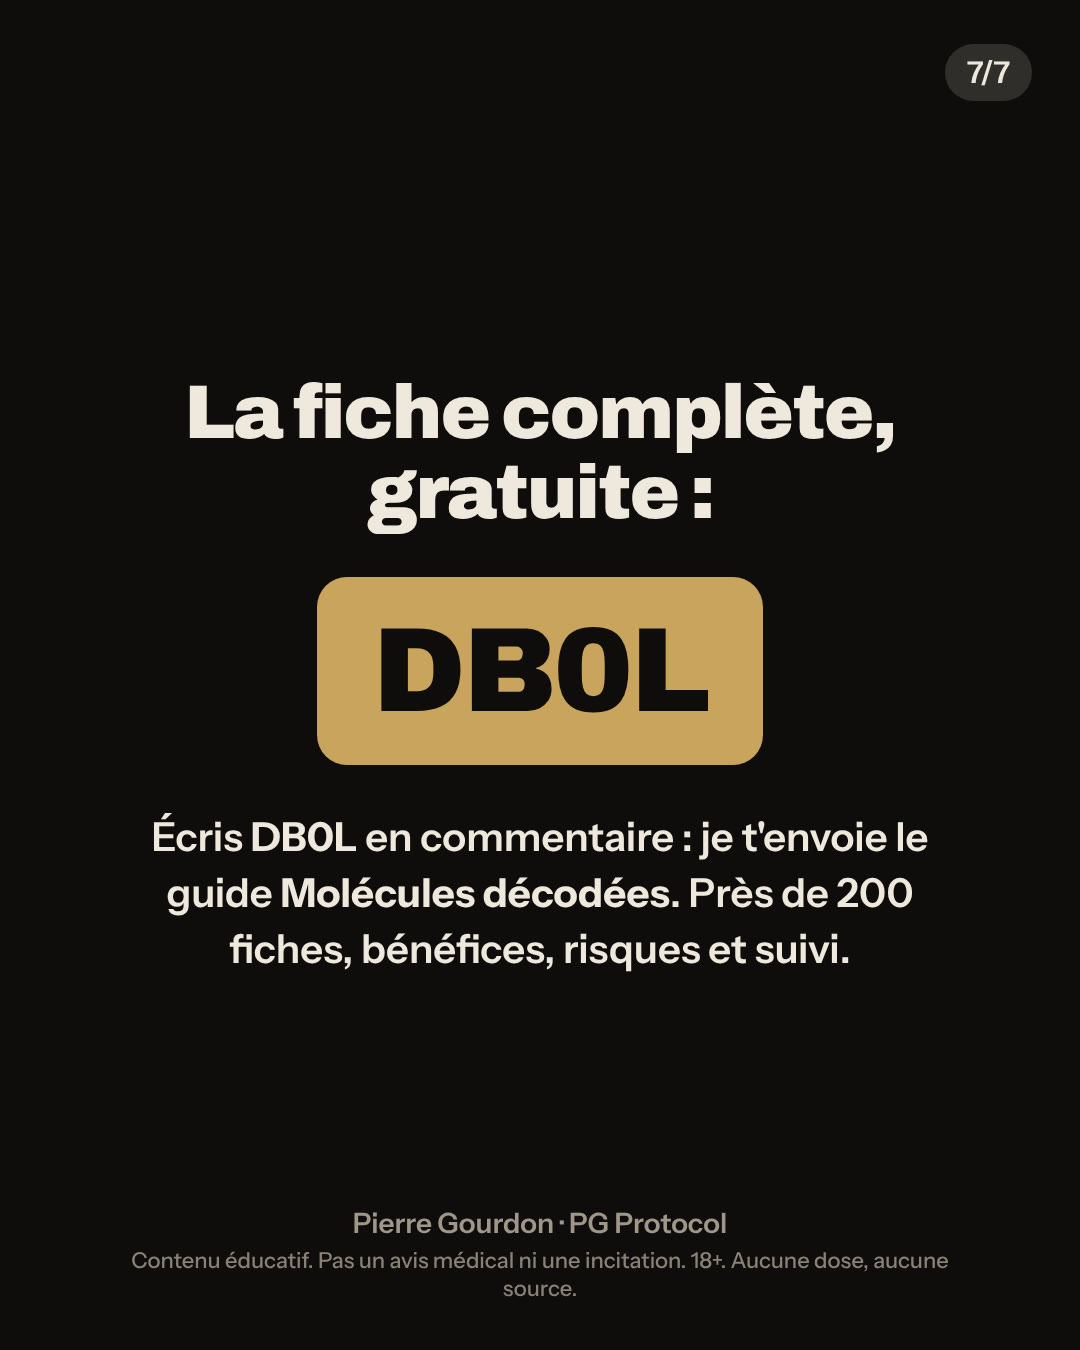 7/7
La fiche complète,
gratuite :
DB0L
Écris DB0L en commentaire : je t'envoie le
guide Molécules décodées. Près de 200
fiches, bénéfices, risques et suivi.
Pierre Gourdon · PG Protocol
Contenu éducatif. Pas un avis médical ni une incitation. 18+. Aucune dose, aucune
source.